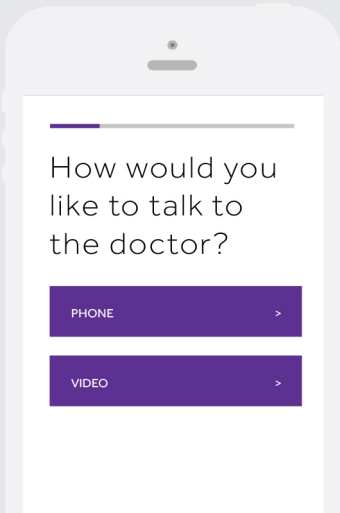 How would you
like to talk to
the doctor?
PHONE >
VIDEO >